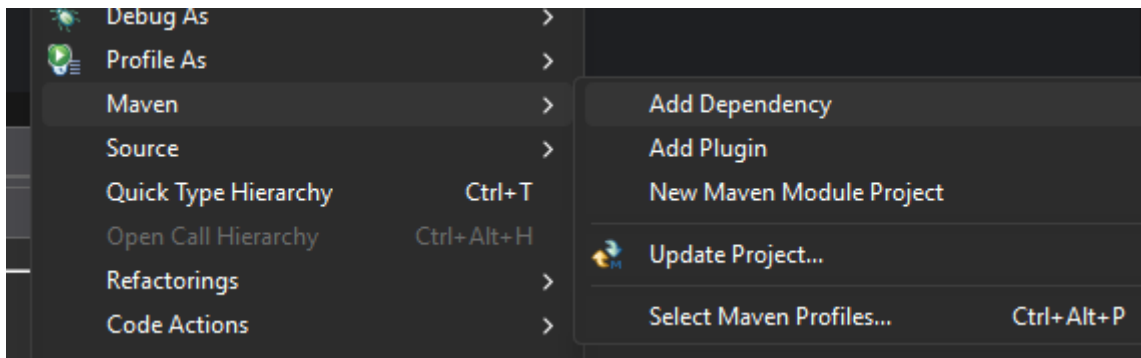 Debug As
Profile As
Maven
Source
Quick Type Hierarchy Ctrl+T
Open Call Hierarchy Ctrl+Alt+H
Refactorings
Code Actions
Add Dependency
Add Plugin
New Maven Module Project
Update Project...
Select Maven Profiles... Ctrl+Alt+P